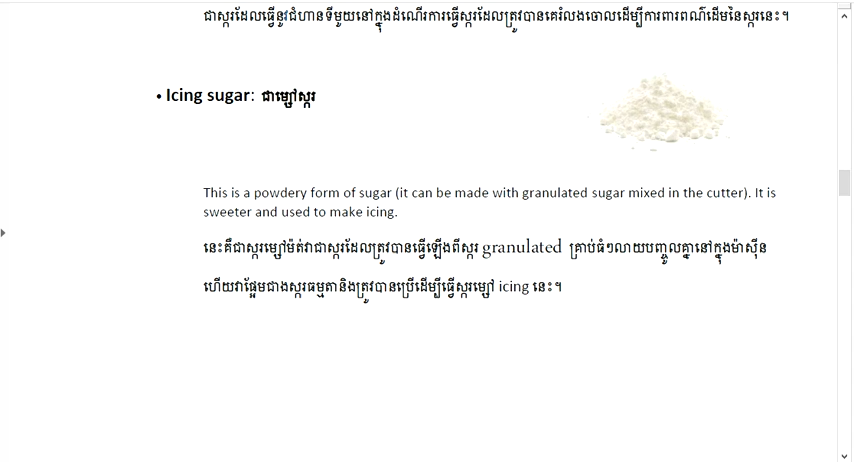 ជាស្ករដែលធ្វើនូវជំហានទីមួយនៅក្នុងដំណើរការធ្វើស្ករដែលត្រូវបានគេរំលងចោលដើម្បីការពារពណ៌ដើមនៃស្ករនេះ។
• Icing sugar: ជាម្សៅស្ករ
This is a powdery form of sugar (it can be made with granulated sugar mixed in the cutter). It is
sweeter and used to make icing.
នេះគឺជាស្ករម្សៅម៉ត់វាជាស្ករដែលត្រូវបានធ្វើឡើងពីស្ករ granulated គ្រាប់ធំៗលាយបញ្ចូលគ្នានៅក្នុងម៉ាស៊ីន
ហើយវាផ្អែមជាងស្ករធម្មតានិងត្រូវបានប្រើដើម្បីធ្វើស្ករម្សៅ icing នេះ។